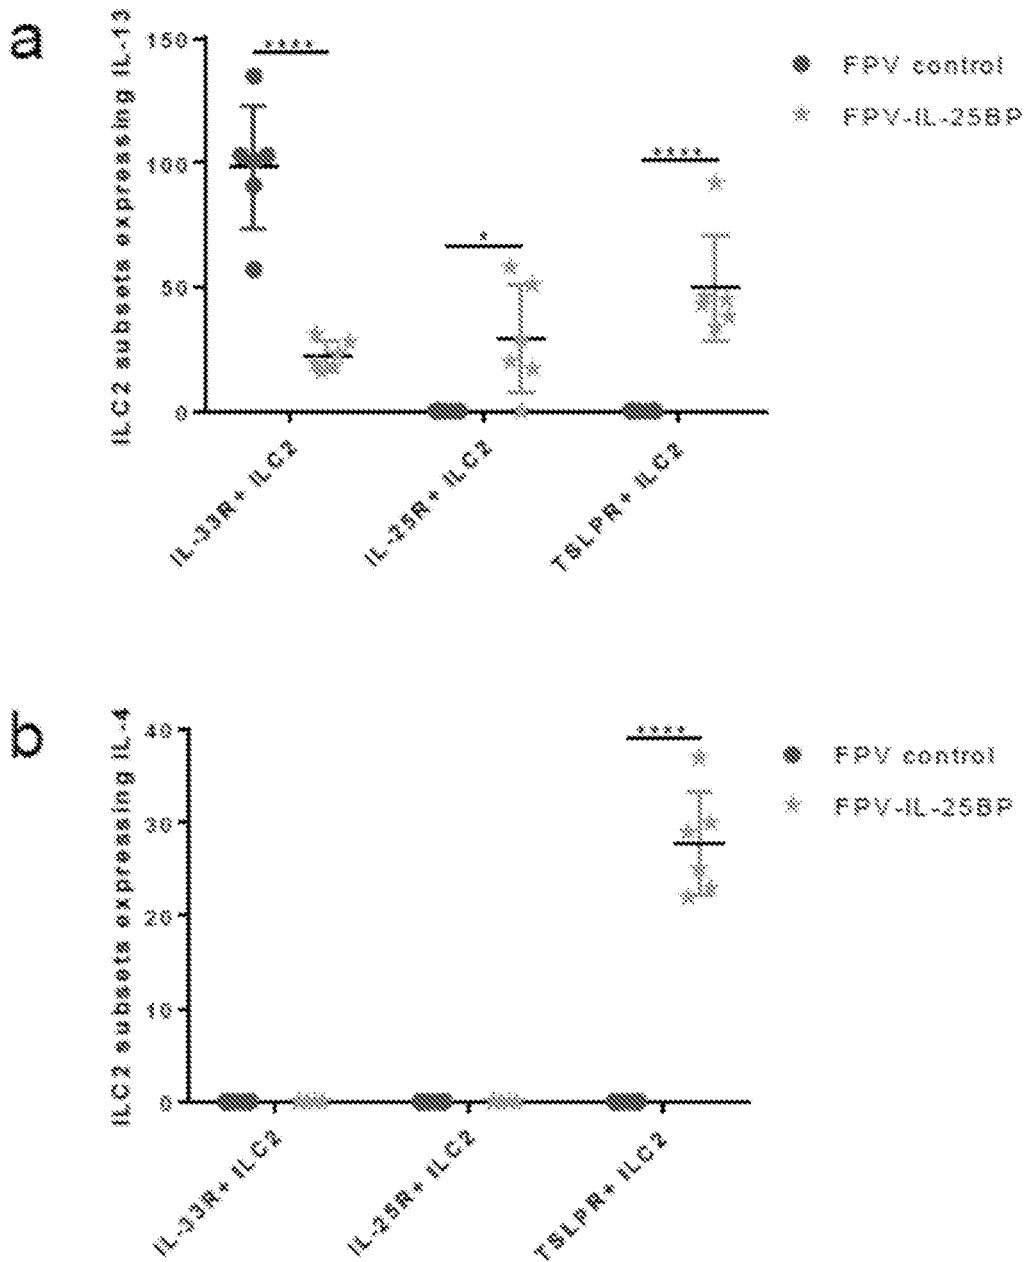 a
ILC2 subsets expressing IL-13
150
100
50
0
****
*
****
FPV control
FPV-IL-25BP
IL-33R+ ILC2
IL-25R+ ILC2
TSLPR+ ILC2
b
ILC2 subsets expressing IL-4
40
30
20
10
0
****
FPV control
FPV-IL-25BP
IL-33R+ ILC2
IL-25R+ ILC2
TSLPR+ ILC2